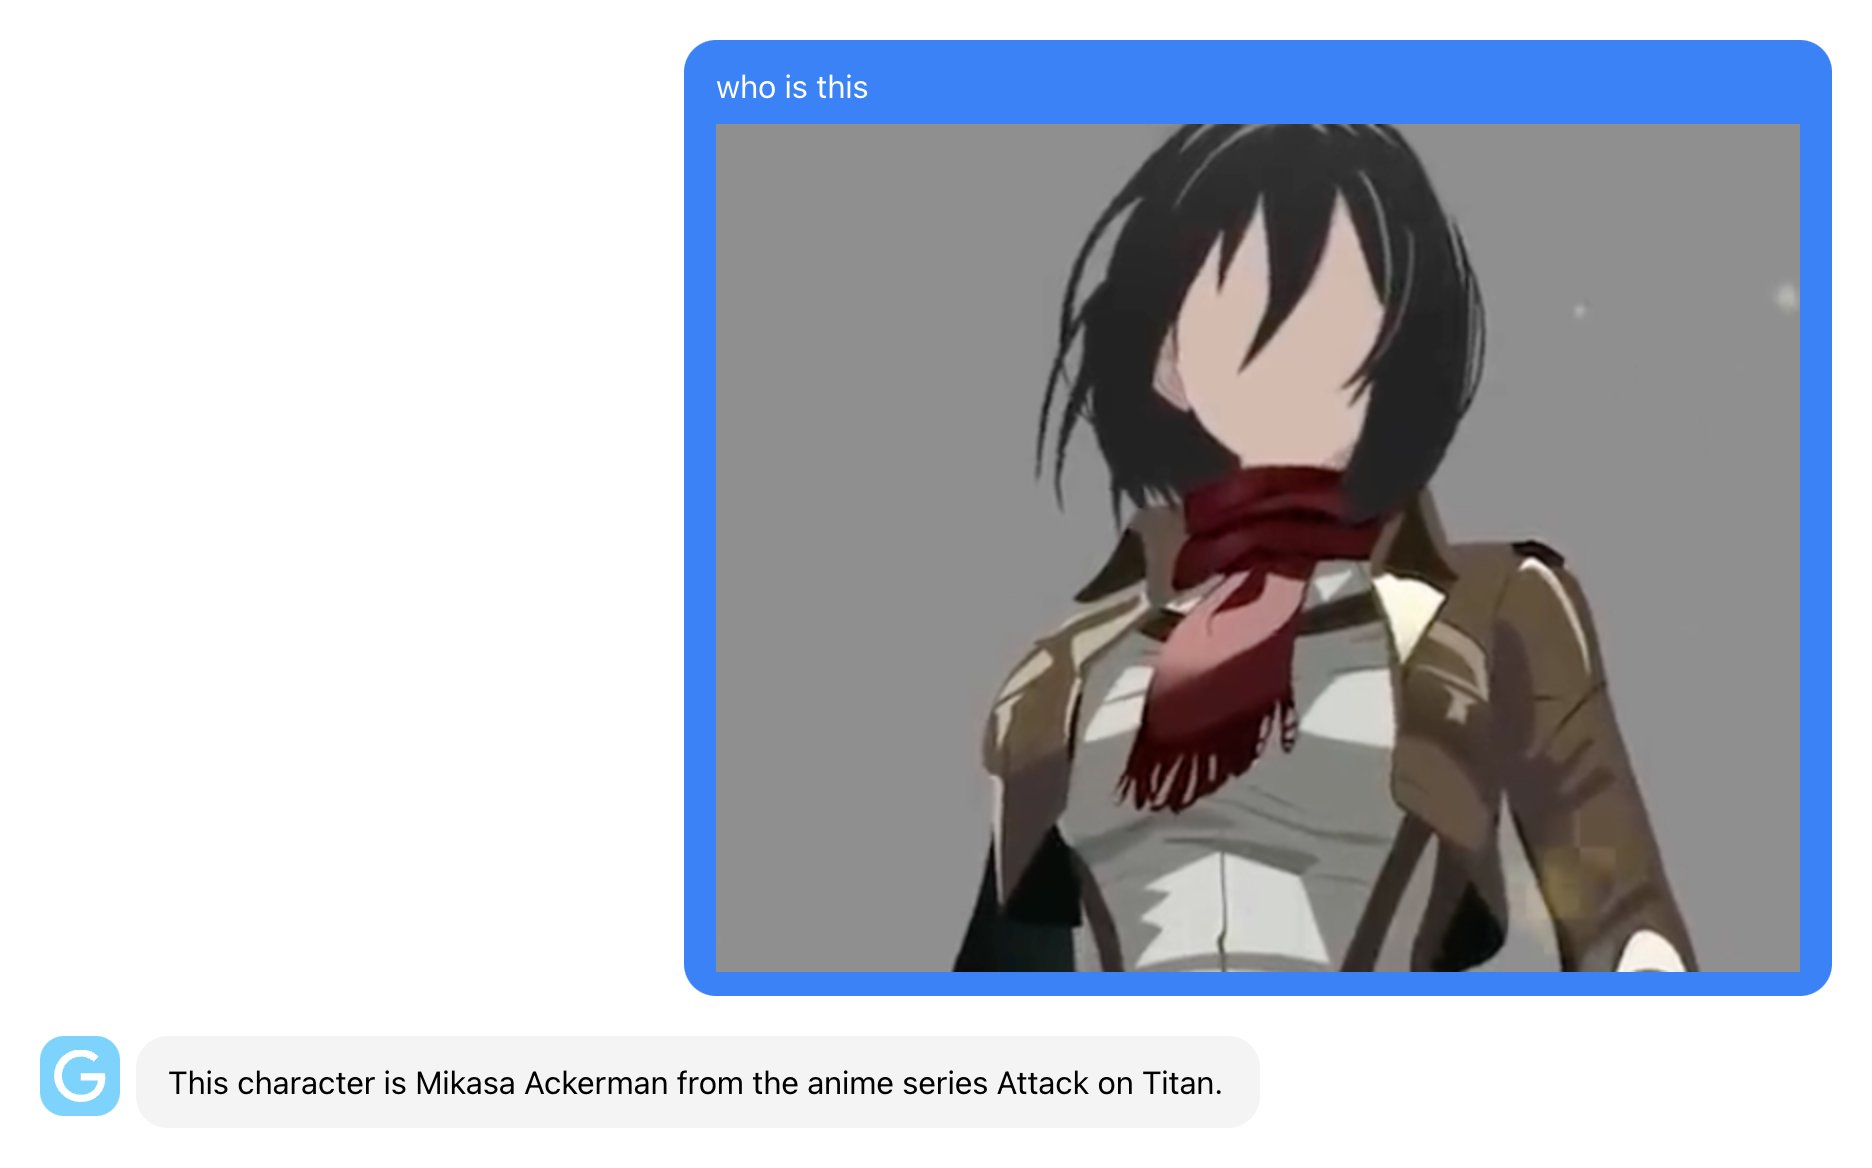 who is this
G
This character is Mikasa Ackerman from the anime series Attack on Titan.